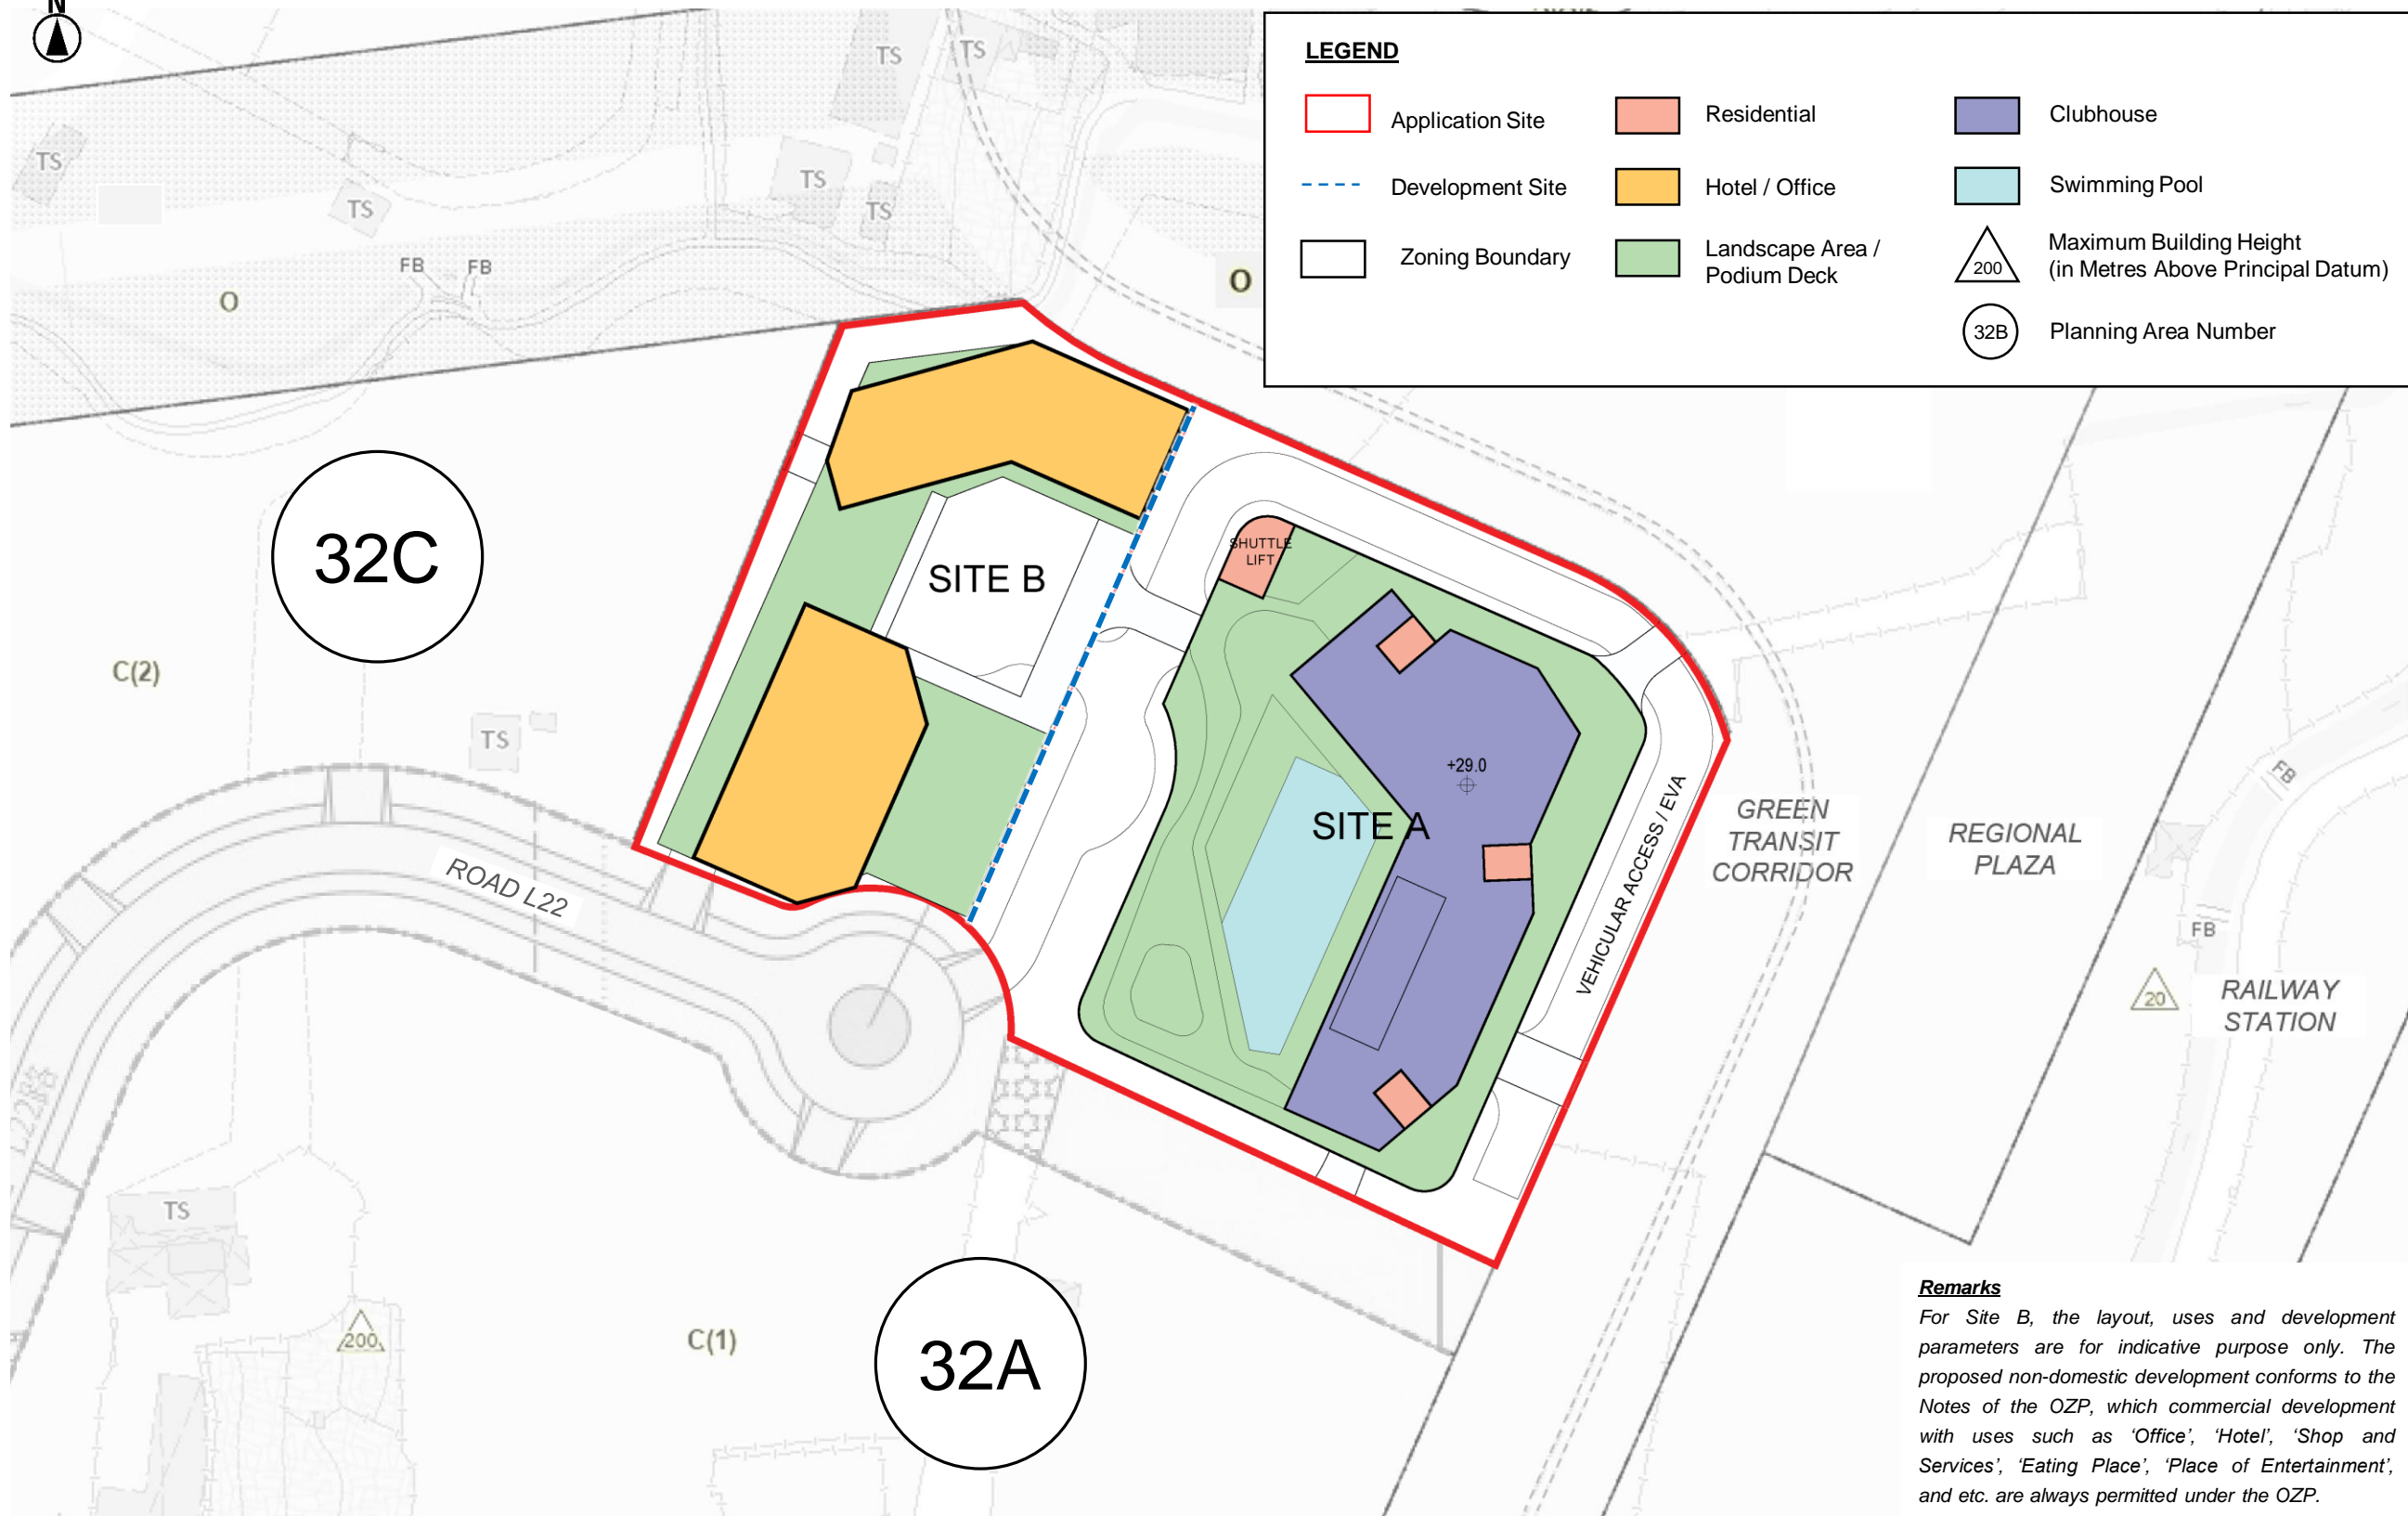 N
LEGEND
Application Site
Residential
Clubhouse
Development Site
Hotel / Office
Swimming Pool
Zoning Boundary
Landscape Area /
Podium Deck
200
Maximum Building Height
(in Metres Above Principal Datum)
32B
Planning Area Number
TS
TS
TS
TS
TS
TS
FB
FB
O
O
32C
C(2)
TS
SITE B
SHUTTLE
LIFT
+29.0
SITE A
VEHICULAR ACCESS / EVA
GREEN
TRANSIT
CORRIDOR
REGIONAL
PLAZA
FB
FB
20
RAILWAY
STATION
ROAD L22
TS
200
C(1)
32A
Remarks
For Site B, the layout, uses and development
parameters are for indicative purpose only. The
proposed non-domestic development conforms to the
Notes of the OZP, which commercial development
with uses such as ‘Office’, ‘Hotel’, ‘Shop and
Services’, ‘Eating Place’, ‘Place of Entertainment’,
and etc. are always permitted under the OZP.